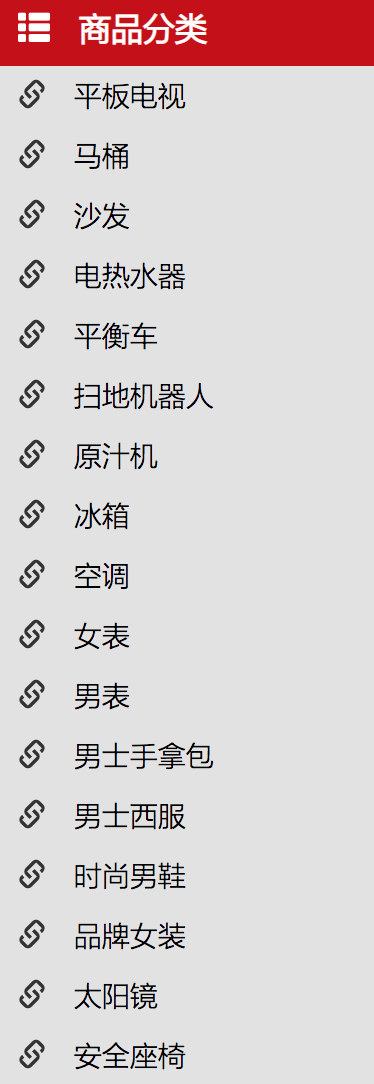 商品分类
平板电视
马桶
沙发
电热水器
平衡车
扫地机器人
原汁机
冰箱
空调
女表
男表
男士手拿包
男士西服
时尚男鞋
品牌女装
太阳镜
安全座椅